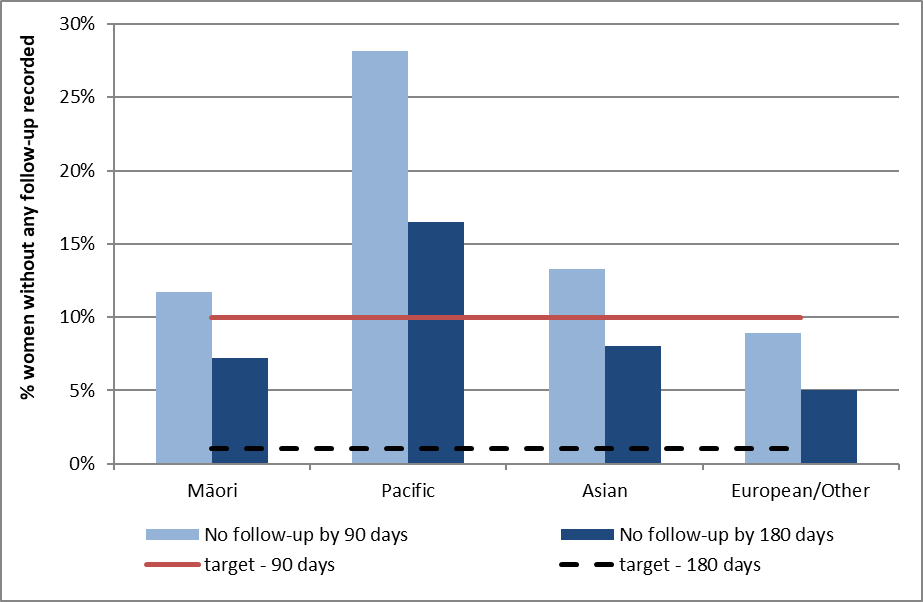 % women without any follow-up recorded
30%
25%
20%
15%
10%
5%
0%
Māori Pacific Asian European/Other
No follow-up by 90 days No follow-up by 180 days
target - 90 days target - 180 days